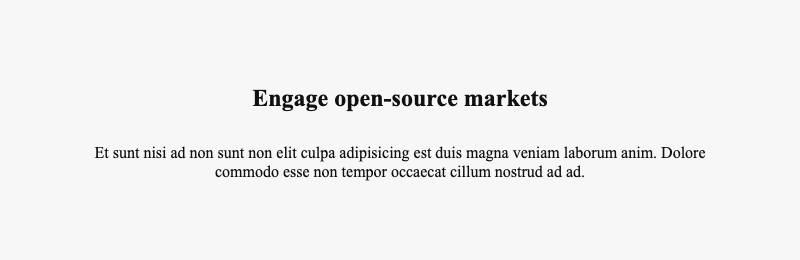 Engage open-source markets
Et sunt nisi ad non sunt non elit culpa adipisicing est duis magna veniam laborum anim. Dolore
commodo esse non tempor occaecat cillum nostrud ad ad.